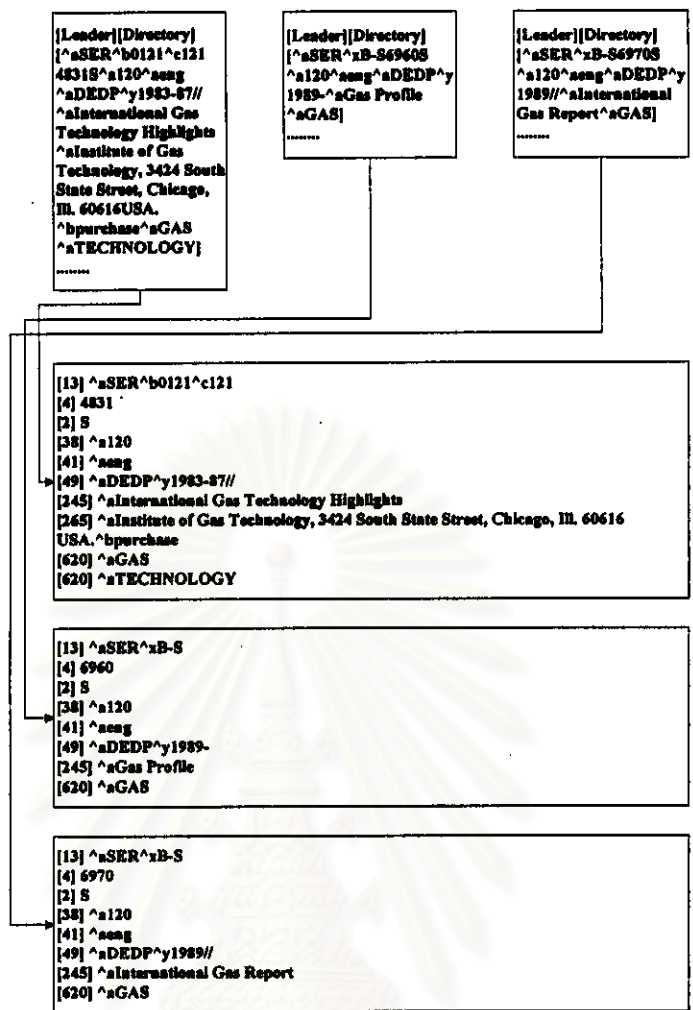 [Leader][Directory]
[^aSER^b0121^c121
4831S^a120^aeng
^aDEDP^y1983-87//
^aInternational Gas
Technology Highlights
^aInstitute of Gas
Technology, 3424 South
State Street, Chicago,
Ill. 60616USA.
^bpurchase^aGAS
^aTECHNOLOGY]
........
[Leader][Directory]
[^aSER^xB-S6960S
^a120^aeng^aDEDP^y
1989-^aGas Profile
^aGAS]
........
[Leader][Directory]
[^aSER^xB-S6970S
^a120^aeng^aDEDP^y
1989//^aInternational
Gas Report^aGAS]
........
[13] ^aSER^b0121^c121
[4] 4831
[2] S
[38] ^a120
[41] ^aeng
[49] ^aDEDP^y1983-87//
[245] ^aInternational Gas Technology Highlights
[265] ^aInstitute of Gas Technology, 3424 South State Street, Chicago, Ill. 60616
USA.^bpurchase
[620] ^aGAS
[620] ^aTECHNOLOGY
[13] ^aSER^xB-S
[4] 6960
[2] S
[38] ^a120
[41] ^aeng
[49] ^aDEDP^y1989-
[245] ^aGas Profile
[620] ^aGAS
[13] ^aSER^xB-S
[4] 6970
[2] S
[38] ^a120
[41] ^aeng
[49] ^aDEDP^y1989//
[245] ^aInternational Gas Report
[620] ^aGAS